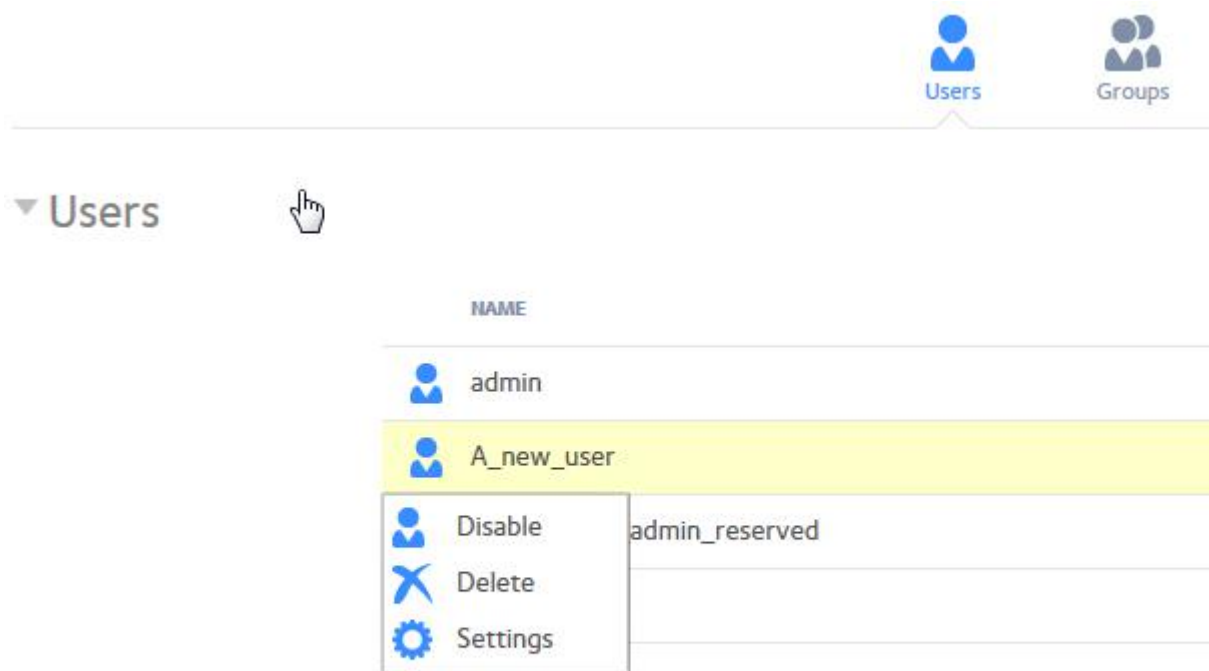 Users
Groups
Users
NAME
admin
A_new_user
Disable
admin_reserved
Delete
Settings